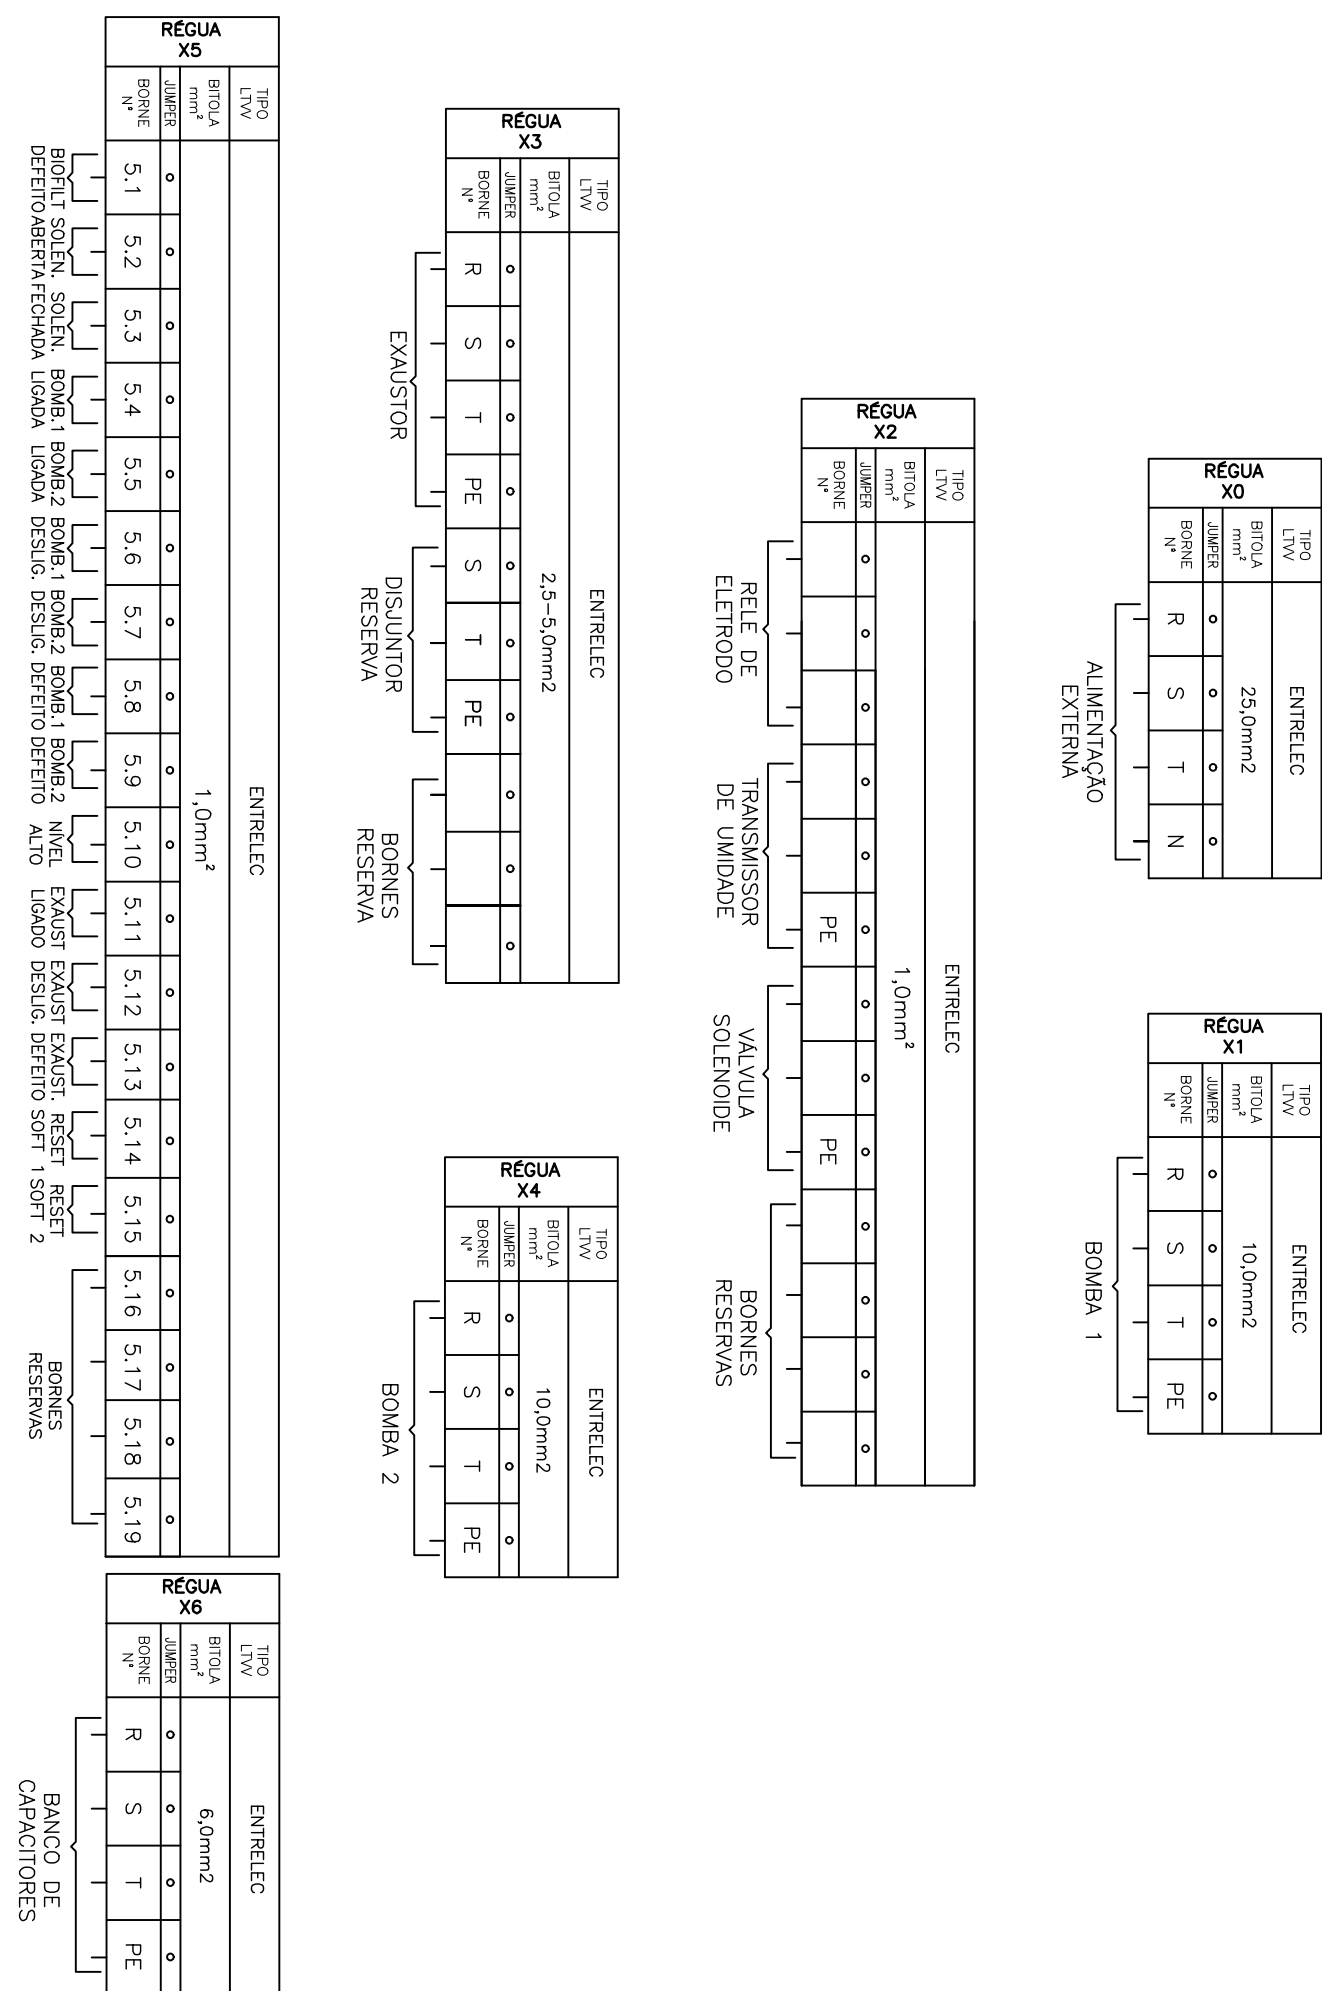 RÉGUA
X0
TIPO
LTVV
BITOLA
mm²
JUMPER
BORNE
N°
ENTRELEC
25,0mm2
R S T N
ALIMENTAÇÃO
EXTERNA
RÉGUA
X1
TIPO
LTVV
BITOLA
mm²
JUMPER
BORNE
N°
ENTRELEC
10,0mm2
R S T PE
BOMBA 1
RÉGUA
X2
TIPO
LTVV
BITOLA
mm²
JUMPER
BORNE
N°
ENTRELEC
1,0mm²
PE PE
RELE DE
ELETRODO
TRANSMISSOR
DE UMIDADE
VÁLVULA
SOLENOIDE
BORNES
RESERVAS
RÉGUA
X3
TIPO
LTVV
BITOLA
mm²
JUMPER
BORNE
N°
ENTRELEC
2,5-5,0mm2
R S T PE S T PE
EXAUSTOR
DISJUNTOR
RESERVA
BORNES
RESERVA
RÉGUA
X4
TIPO
LTVV
BITOLA
mm²
JUMPER
BORNE
N°
ENTRELEC
10,0mm2
R S T PE
BOMBA 2
RÉGUA
X5
TIPO
LTVV
BITOLA
mm²
JUMPER
BORNE
N°
ENTRELEC
1,0mm²
5.1 5.2 5.3 5.4 5.5 5.6 5.7 5.8 5.9 5.10 5.11 5.12 5.13 5.14 5.15 5.16 5.17 5.18 5.19
BIOFILT
DEFEITO
SOLEN.
ABERTA
SOLEN.
FECHADA
BOMB.1
LIGADA
BOMB.2
LIGADA
BOMB.1
DESLIG.
BOMB.2
DESLIG.
BOMB.1
DEFEITO
BOMB.2
DEFEITO
NÍVEL
ALTO
EXAUST
LIGADO
EXAUST
DESLIG.
EXAUST.
DEFEITO
RESET
SOFT 1
RESET
SOFT 2
BORNES
RESERVAS
RÉGUA
X6
TIPO
LTVV
BITOLA
mm²
JUMPER
BORNE
N°
ENTRELEC
6,0mm2
R S T PE
BANCO DE
CAPACITORES